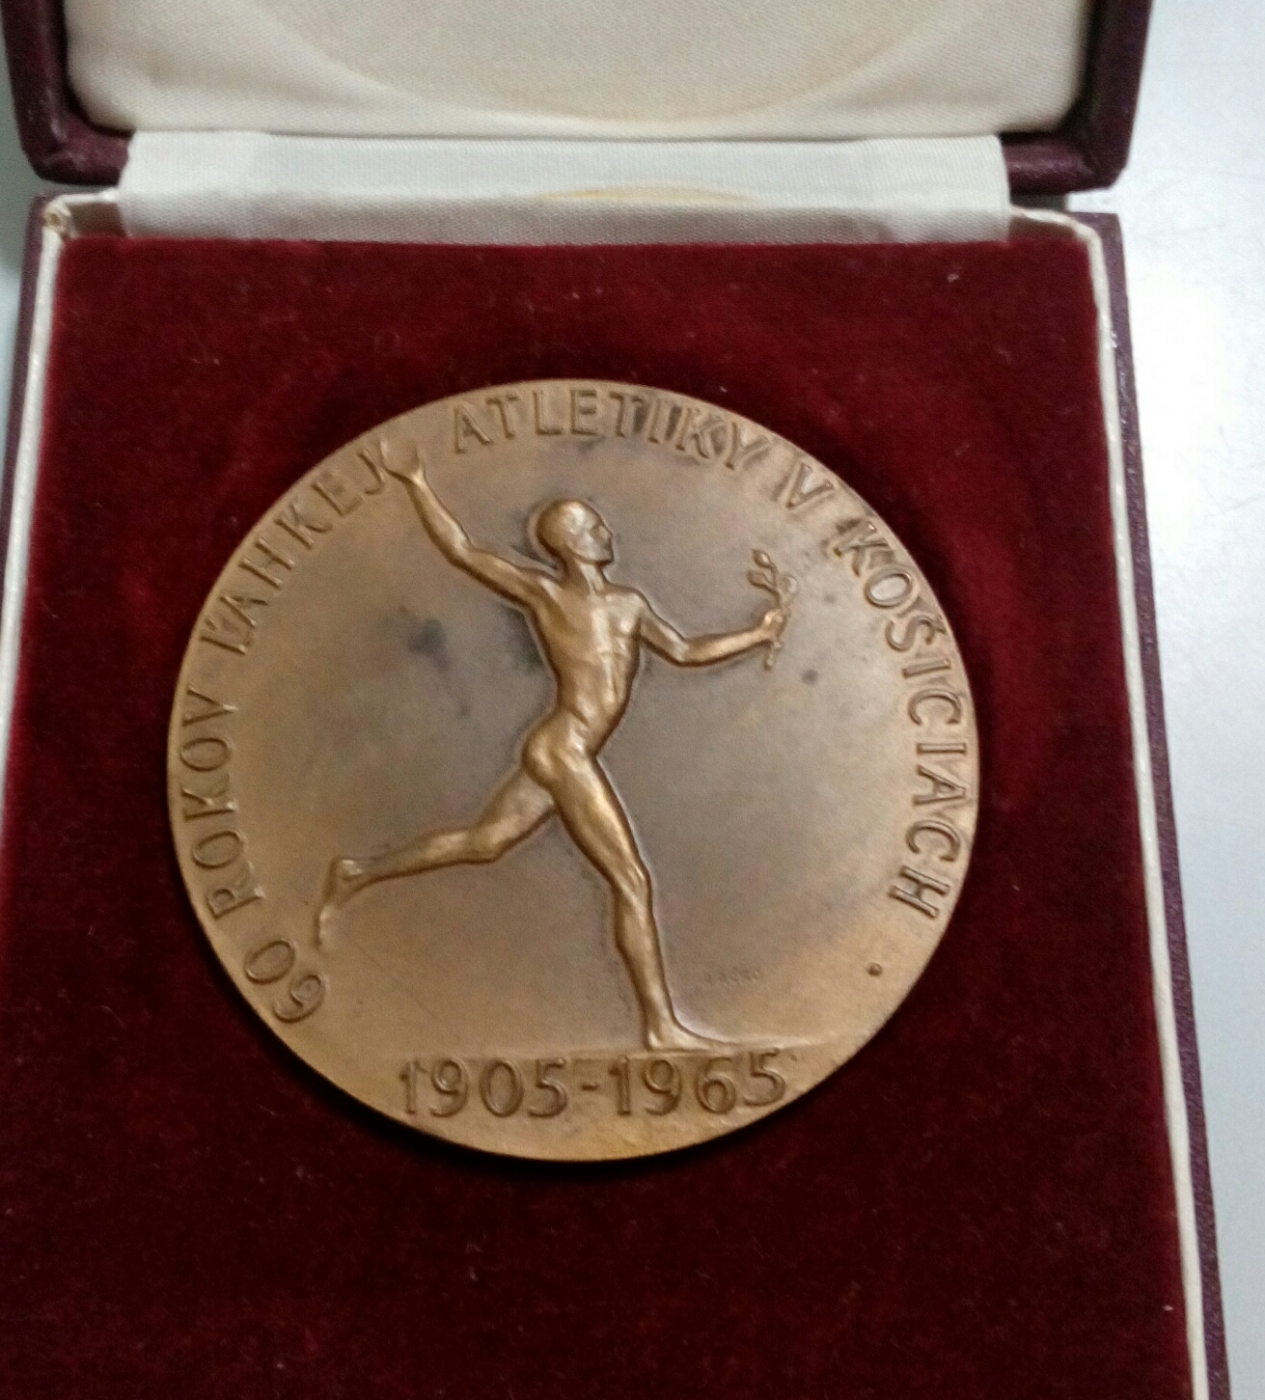 60 ROKOV ĽAHKEJ ATLETIKY V KOŠICIACH
1905-1965